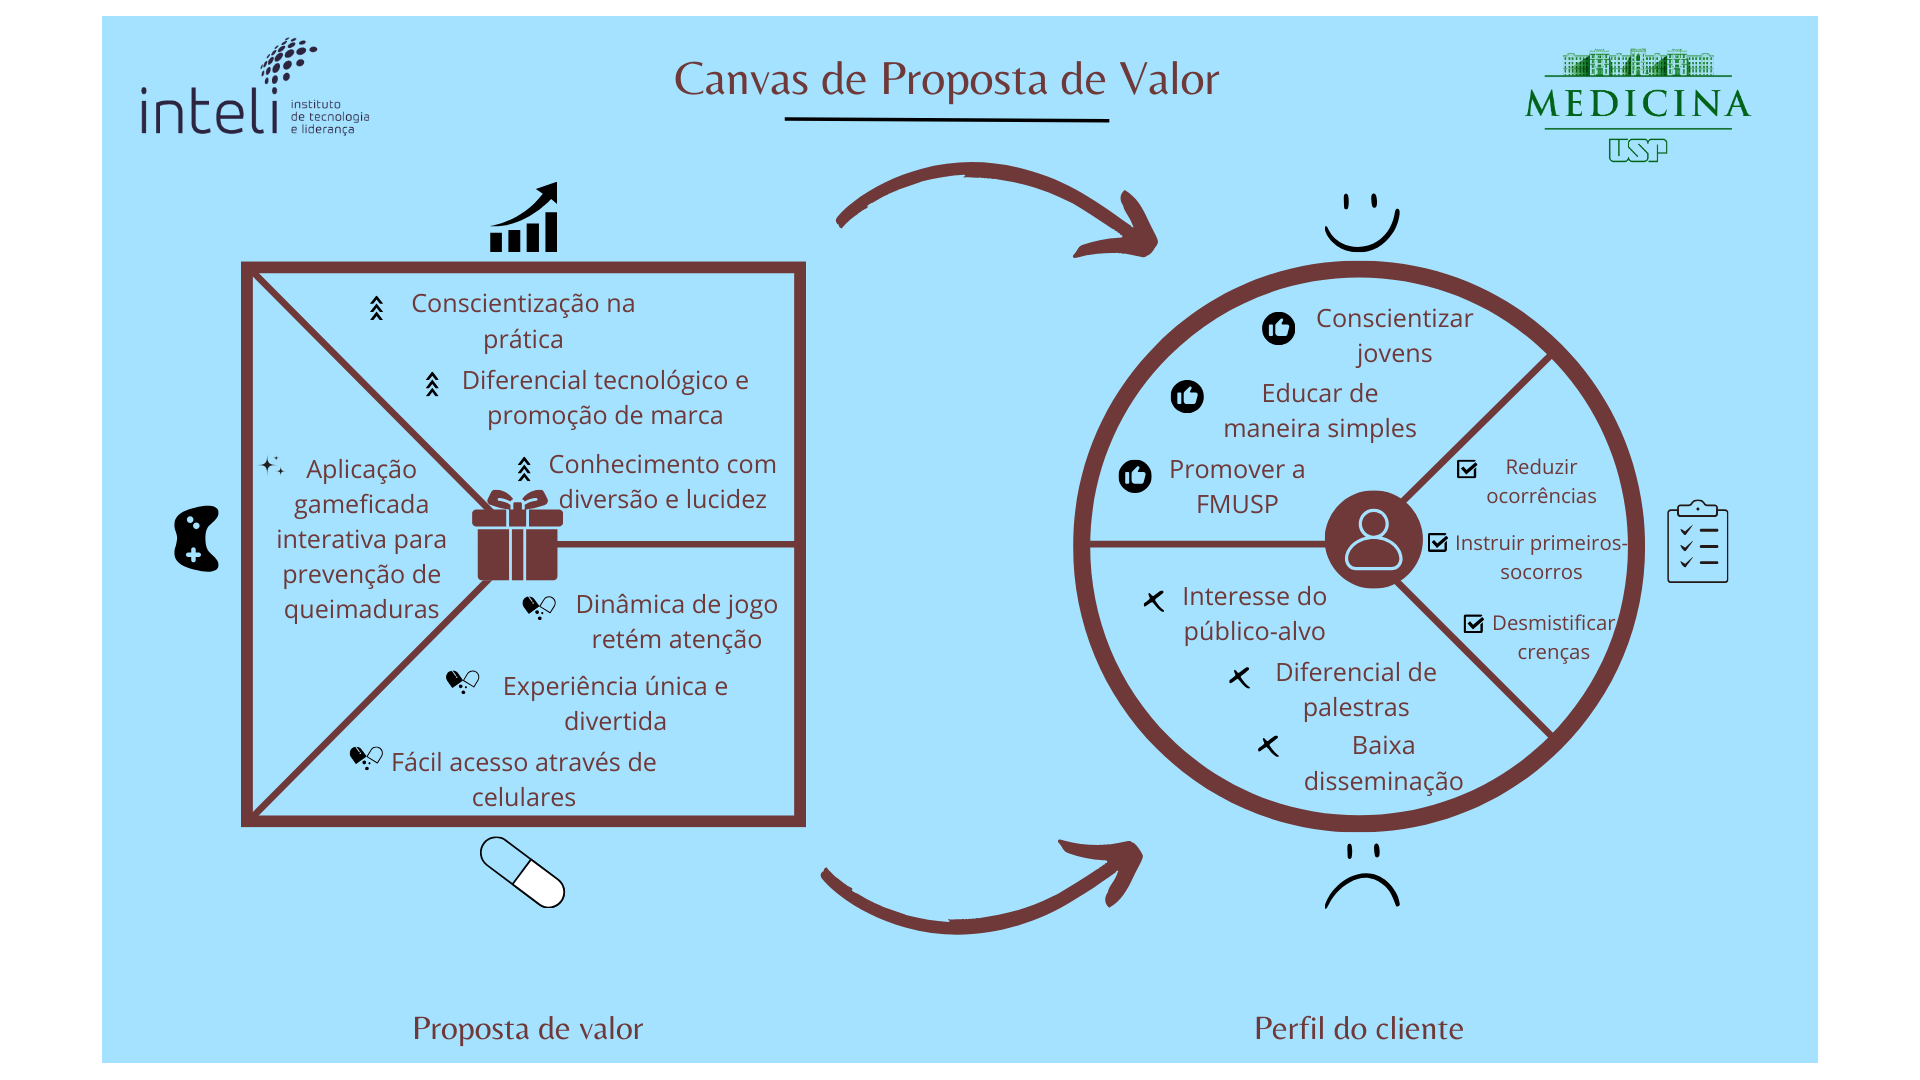 inteli
instituto
de tecnologia
e liderança
Canvas de Proposta de Valor
MEDICINA
USP
Conscientização na
prática
Diferencial tecnológico e
promoção de marca
Conhecimento com
diversão e lucidez
Aplicação
gameficada
interativa para
prevenção de
queimaduras
Dinâmica de jogo
retém atenção
Experiência única e
divertida
Fácil acesso através de
celulares
Conscientizar
jovens
Educar de
maneira simples
Promover a
FMUSP
Reduzir
ocorrências
Instruir primeiros-
socorros
Desmistificar
crenças
Interesse do
público-alvo
Diferencial de
palestras
Baixa
disseminação
Proposta de valor
Perfil do cliente